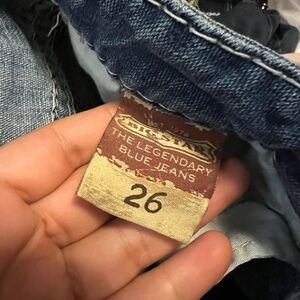 BIG STAR
THE LEGENDARY
BLUE JEANS
26